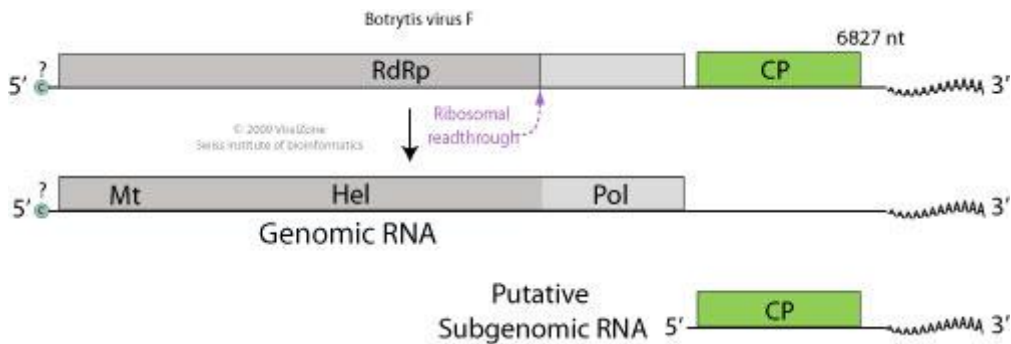 Botrytis virus F
6827 nt
?
5' © RdRp CP 3'
Ribosomal
readthrough
© 2009 ViralZone
Swiss Institute of Bioinformatics
?
5' © Mt Hel Pol 3'
Genomic RNA
Putative
Subgenomic RNA 5' CP 3'